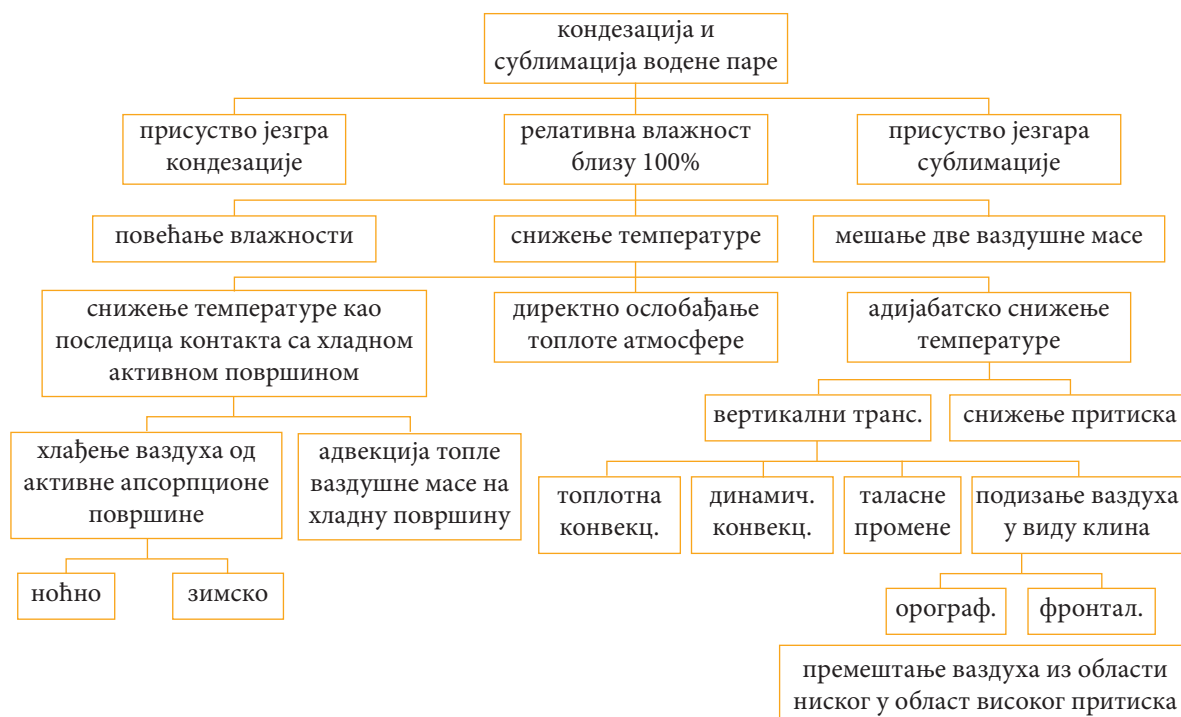 кондезација и
сублимација водене паре
присуство језгра
кондезације
релативна влажност
близу 100%
присуство језгара
сублимације
повећање влажности
снижење температуре
мешање две ваздушне масе
снижење температуре као
последица контакта са хладном
активном површином
директно ослобађање
топлоте атмосфере
адијабатско снижење
температуре
вертикални транс.
снижење притиска
хлађење ваздуха од
активне апсорпционе
површине
адвекција топле
ваздушне масе на
хладну површину
топлотна
конвекц.
динамич.
конвекц.
таласне
промене
подизање ваздуха
у виду клина
ноћно
зимско
орограф.
фронтал.
премештање ваздуха из области
ниског у област високог притиска